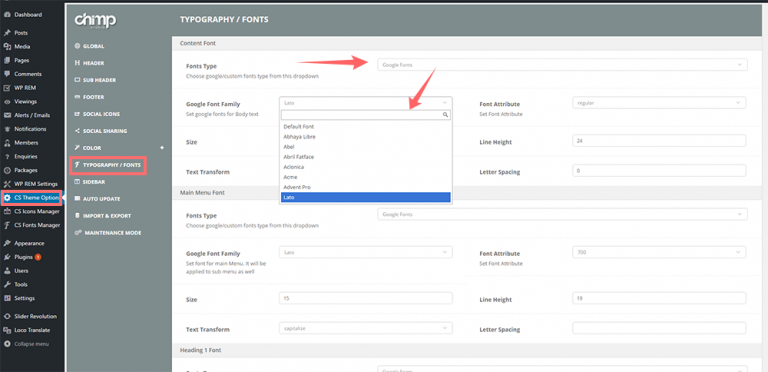 Dashboard
Posts
Media
Pages
Comments
WP REM
Viewings
Alerts / Emails
Notifications
Members
Enquiries
Packages
WP REM Settings
CS Theme Option
CS Icons Manager
CS Fonts Manager
Appearance
Plugins 1
Users
Tools
Settings
Slider Revolution
Loco Translate
Collapse menu
chimp
GLOBAL
HEADER
SUB HEADER
FOOTER
SOCIAL ICONS
SOCIAL SHARING
COLOR +
TYPOGRAPHY / FONTS
SIDEBAR
AUTO UPDATE
IMPORT & EXPORT
MAINTENANCE MODE
TYPOGRAPHY / FONTS
Content Font
Fonts Type
Choose google/custom fonts type from this dropdown
Google Fonts
Google Font Family
Set google fonts for Body text
Lato
Default Font
Abhaya Libre
Abel
Abril Fatface
Aclonica
Acme
Advent Pro
Lato
Font Attribute
Set Font Attribute
regular
Size
Line Height
24
Text Transform
Letter Spacing
0
Main Menu Font
Fonts Type
Choose google/custom fonts type from this dropdown
Google Fonts
Google Font Family
Set font for main Menu. It will be
applied to sub menu as well
Lato
Font Attribute
Set Font Attribute
700
Size
15
Line Height
19
Text Transform
capitalise
Letter Spacing
Heading 1 Font